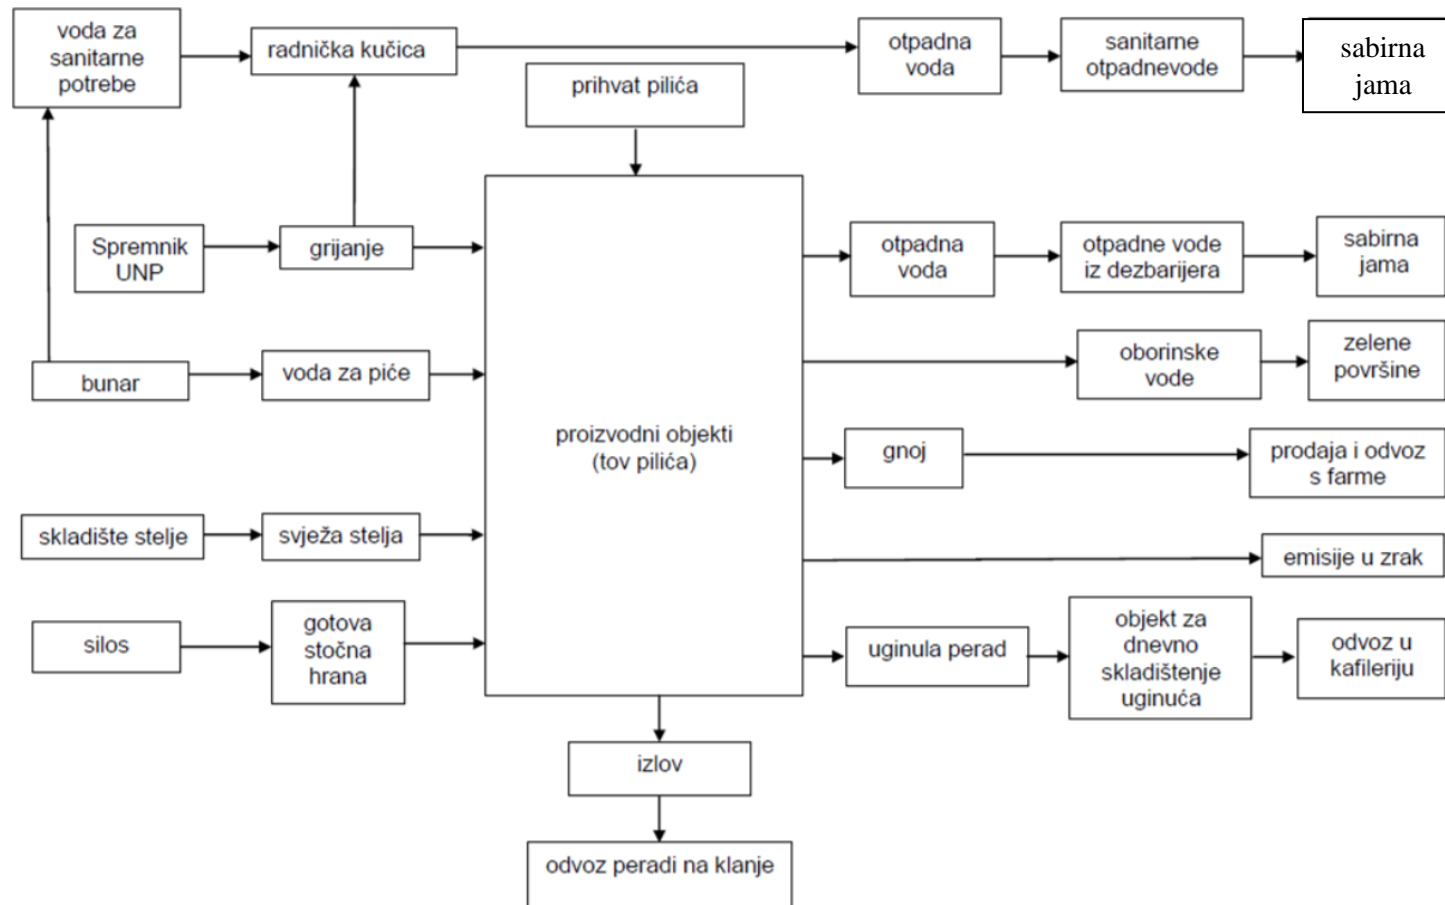 voda za
sanitarne
potrebe
radnička kučica
otpadna
voda
sanitarne
otpadnevode
sabirna
jama
prihvat pilića
Spremnik
UNP
grijanje
otpadna
voda
otpadne vode
iz dezbarijera
sabirna
jama
bunar
voda za piće
oborinske
vode
zelene
površine
proizvodni objekti
(tov pilića)
gnoj
prodaja i odvoz
s farme
skladište stelje
svježa stelja
emisije u zrak
silos
gotova
stočna
hrana
uginula perad
objekt za
dnevno
skladištenje
uginuća
odvoz u
kafileriju
izlov
odvoz peradi na klanje